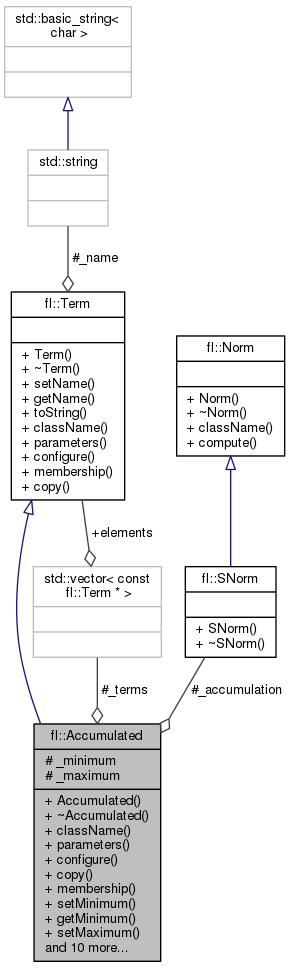 std::basic_string<
char >
std::string
#_name
fl::Term
+ Term()
+ ~Term()
+ setName()
+ getName()
+ toString()
+ className()
+ parameters()
+ configure()
+ membership()
+ copy()
fl::Norm
+ Norm()
+ ~Norm()
+ className()
+ compute()
+elements
std::vector< const
fl::Term * >
fl::SNorm
+ SNorm()
+ ~SNorm()
#_terms
#_accumulation
fl::Accumulated
# _minimum
# _maximum
+ Accumulated()
+ ~Accumulated()
+ className()
+ parameters()
+ configure()
+ copy()
+ membership()
+ setMinimum()
+ getMinimum()
+ setMaximum()
and 10 more...